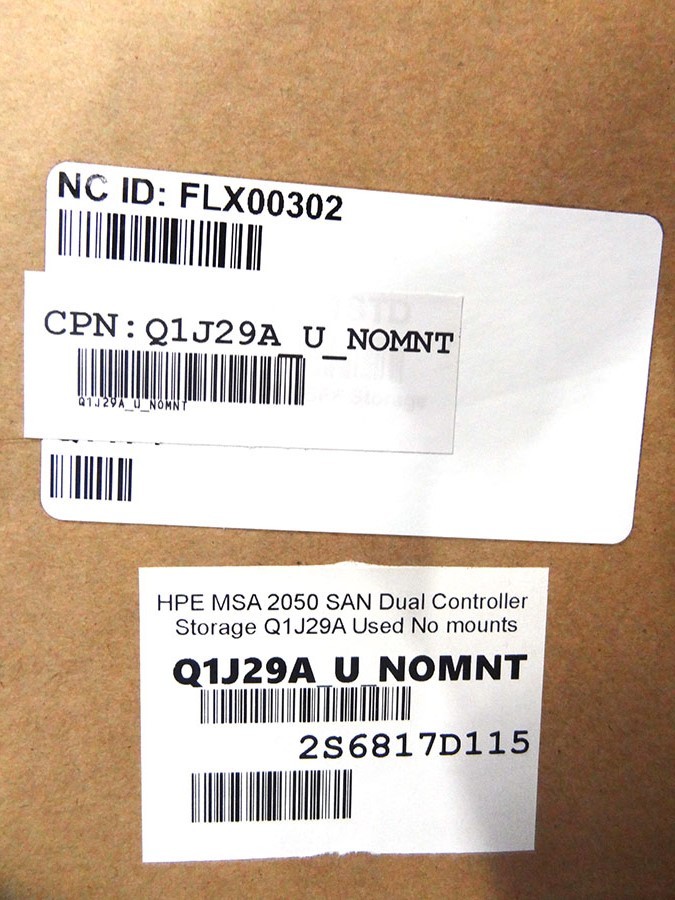 NC ID: FLX00302
CPN:Q1J29A_U_NOMNT
Q1J29A_U_NOMNT
HPE MSA 2050 SAN Dual Controller
Storage Q1J29A Used No mounts
Q1J29A_U_NOMNT
2S6817D115